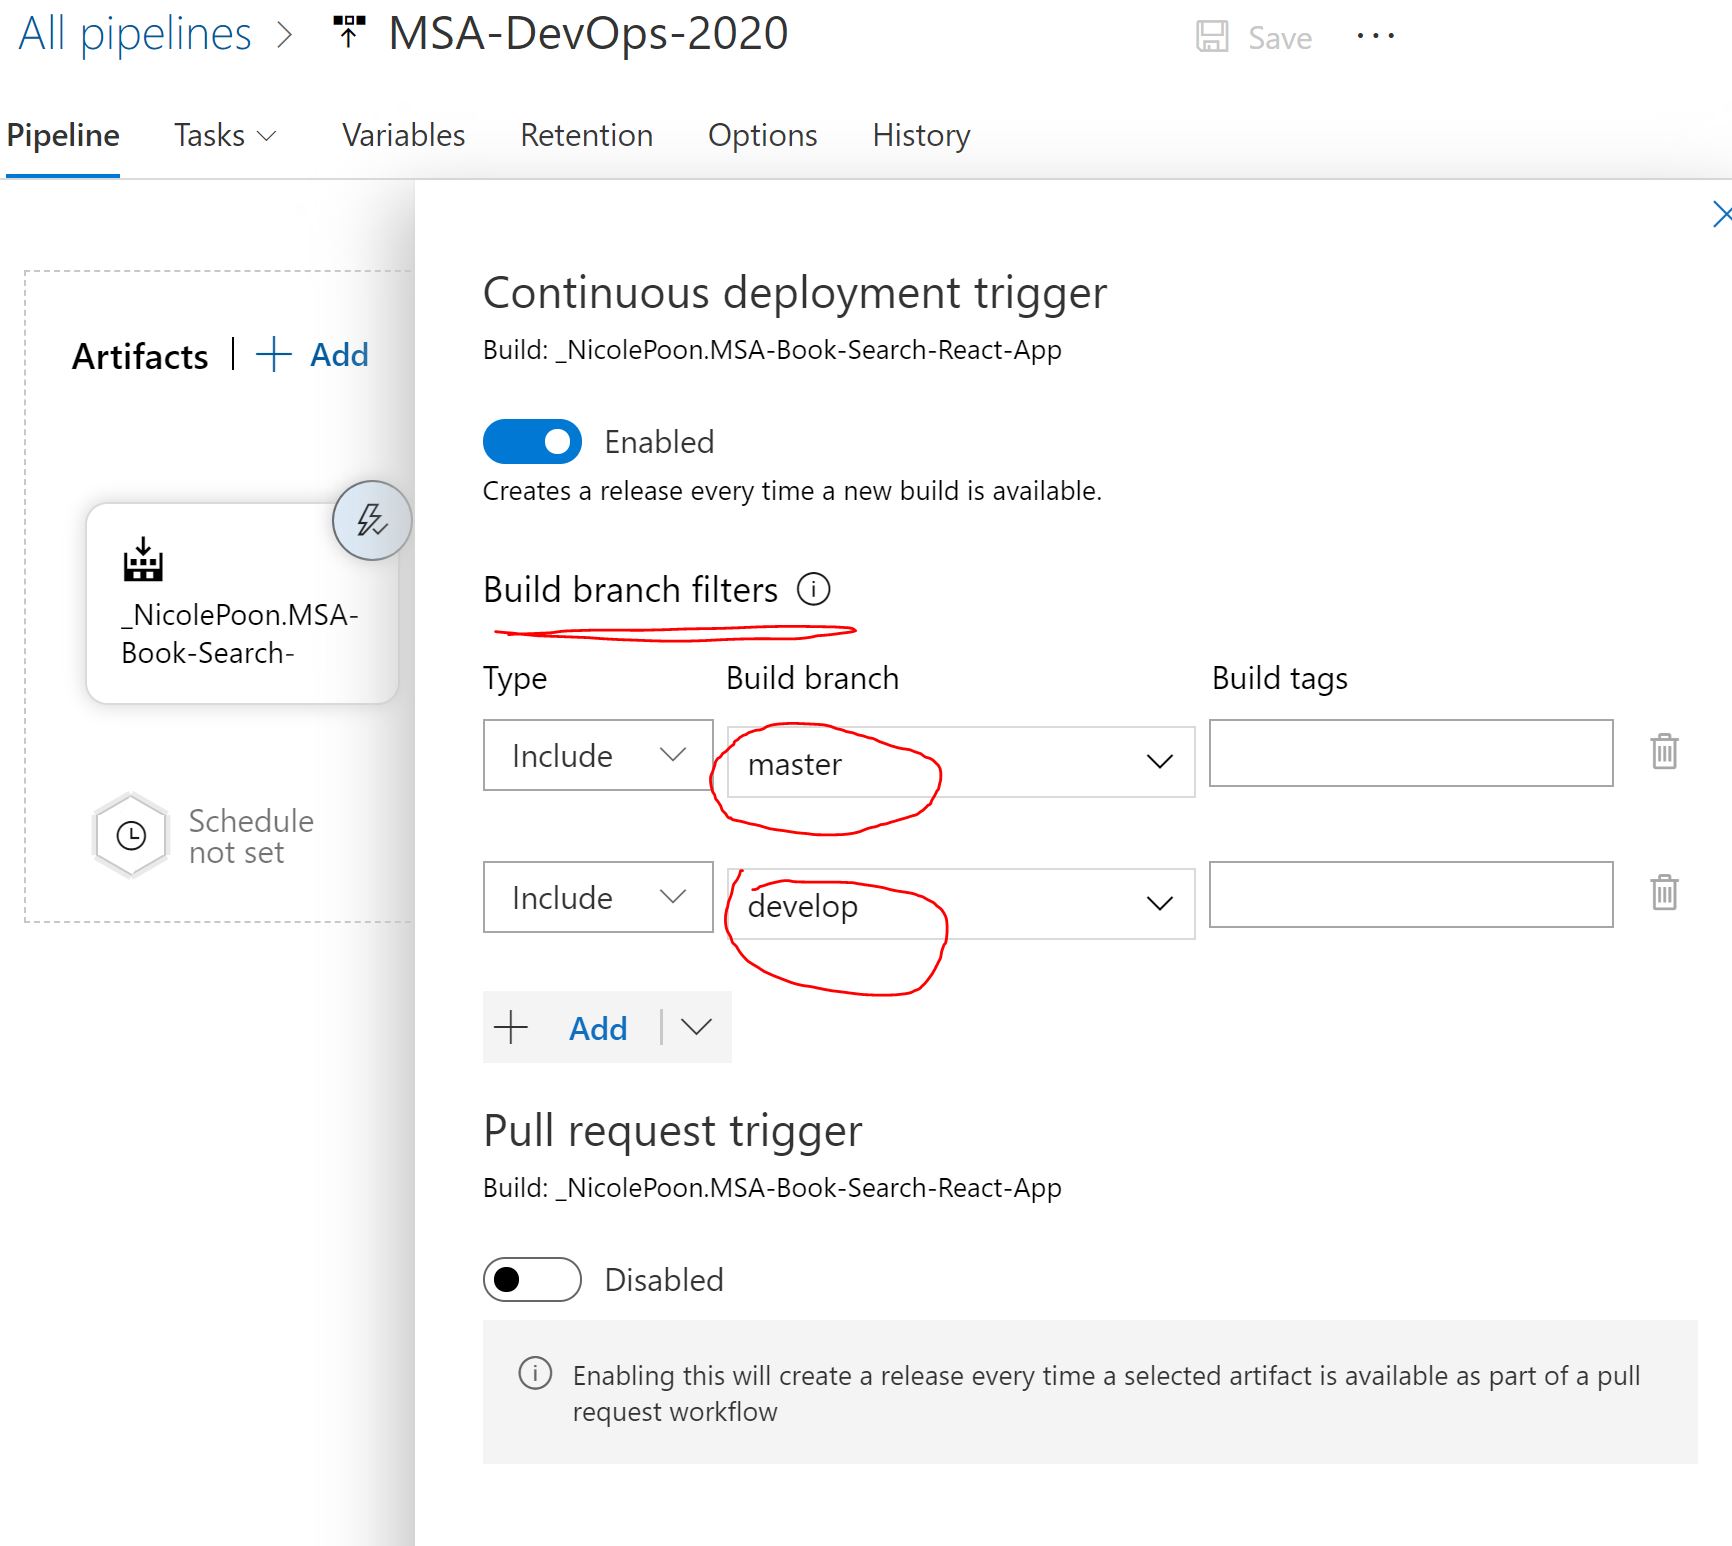 All pipelines > MSA-DevOps-2020
Save ...
Pipeline Tasks Variables Retention Options History
Artifacts | + Add
_NicolePoon.MSA-
Book-Search-
Schedule
not set
Continuous deployment trigger
Build: _NicolePoon.MSA-Book-Search-React-App
Enabled
Creates a release every time a new build is available.
Build branch filters
Type Build branch Build tags
Include master
Include develop
+ Add
Pull request trigger
Build: _NicolePoon.MSA-Book-Search-React-App
Disabled
Enabling this will create a release every time a selected artifact is available as part of a pull
request workflow